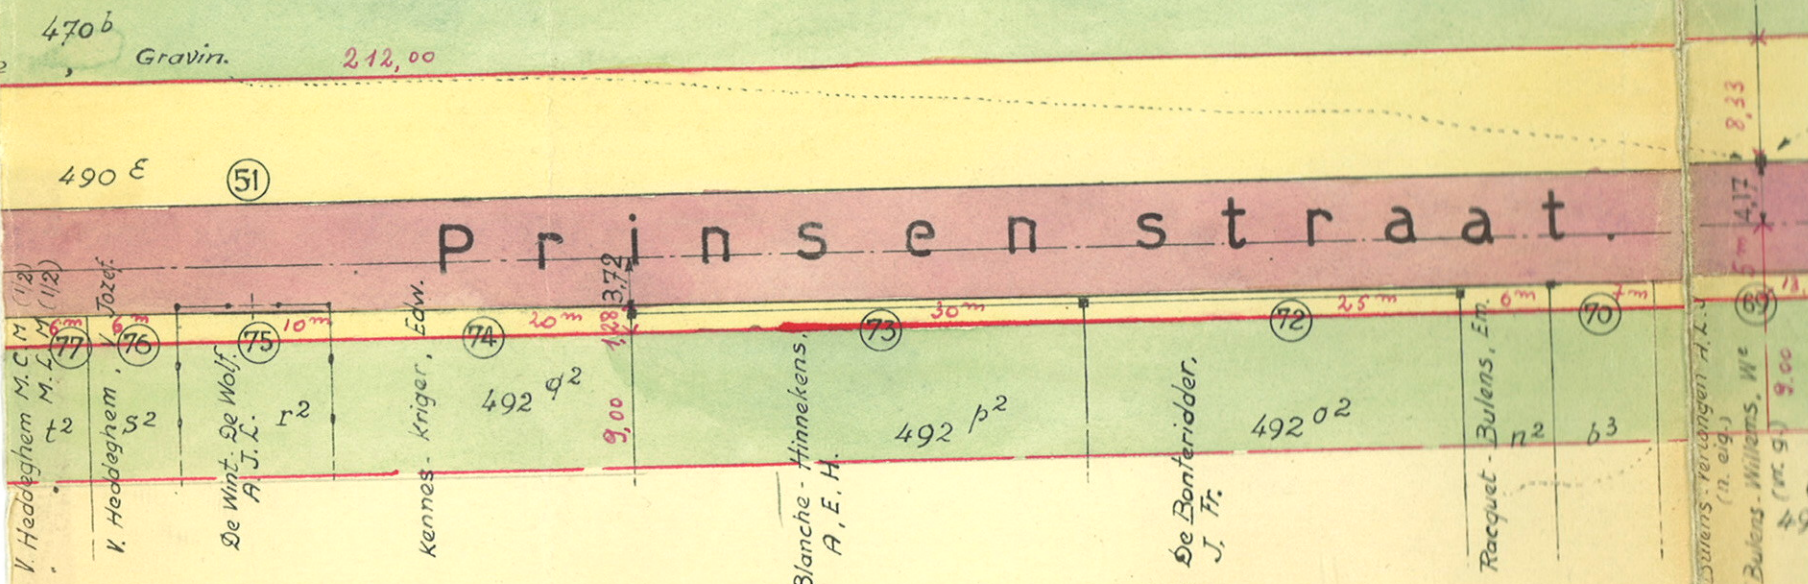 470 b
Gravin. 212,00
490 E 51
8,33
Prinsenstraat.
4,17
3,72
5m
6m 6m 10m 20m 1,28 30m 25m 6m 7m
77 76 75 74 73 72 70 69
V. Heddeghem M.C.M (1/2)
M.L.M (1/2)
t2
V. Heddeghem, Jozef.
s2
De Wint. De Wolf.
A. J. L.
r2
Kennes - Kriger, Edw.
492 q2
9,00
Blanche - Hinnekens,
A, E, H.
492 p2
De Bonteridder,
J. Fr.
492 o2
Racquet - Bulens, Em.
n2
b3
(n. eig.)
Bulens - Willems, We
9.00